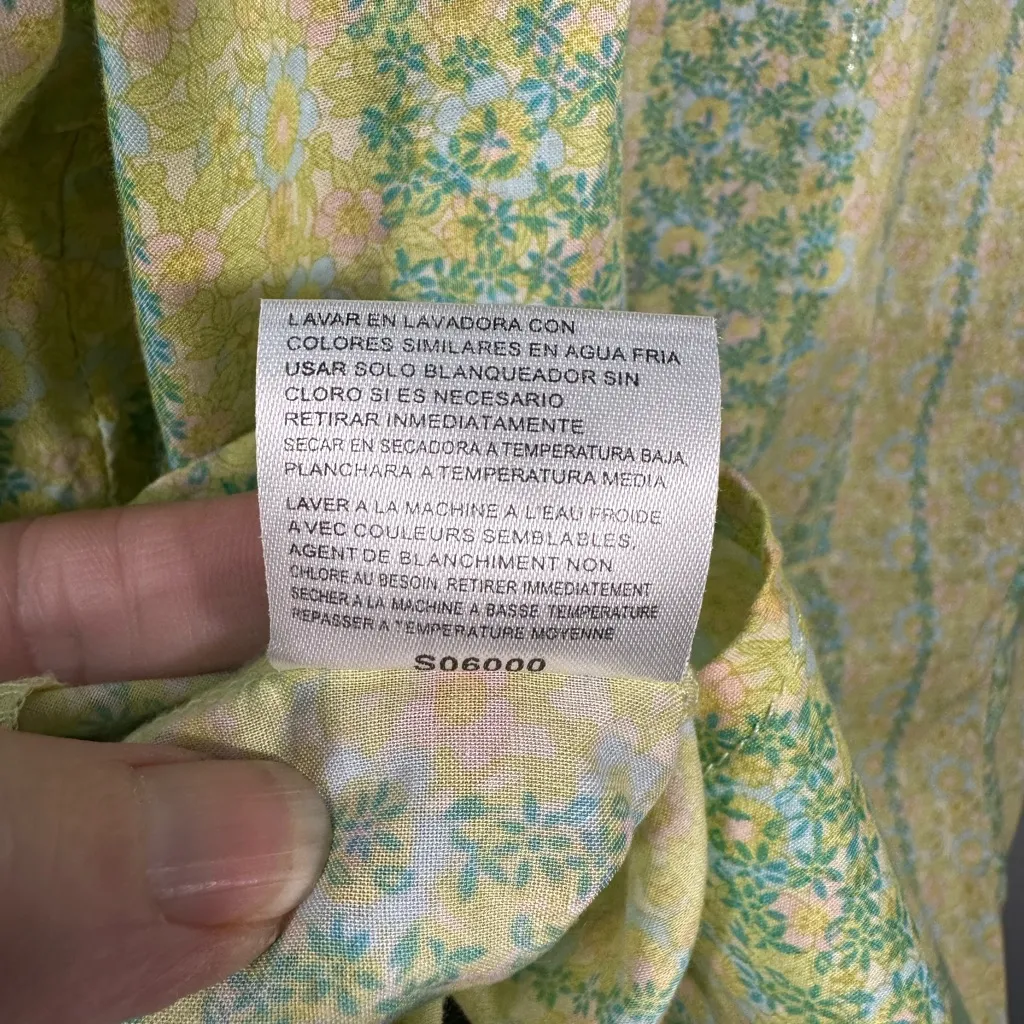 LAVAR EN LAVADORA CON
COLORES SIMILARES EN AGUA FRIA
USAR SOLO BLANQUEADOR SIN
CLORO SI ES NECESARIO
RETIRAR INMEDIATAMENTE
SECAR EN SECADORA A TEMPERATURA BAJA,
PLANCHARA A TEMPERATURA MEDIA
LAVER A LA MACHINE A L'EAU FROIDE
AVEC COULEURS SEMBLABLES,
AGENT DE BLANCHIMENT NON
CHLORE AU BESOIN, RETIRER IMMEDIATEMENT
SECHER A LA MACHINE A BASSE TEMPERATURE
REPASSER A TEMPERATURE MOYENNE
S06000